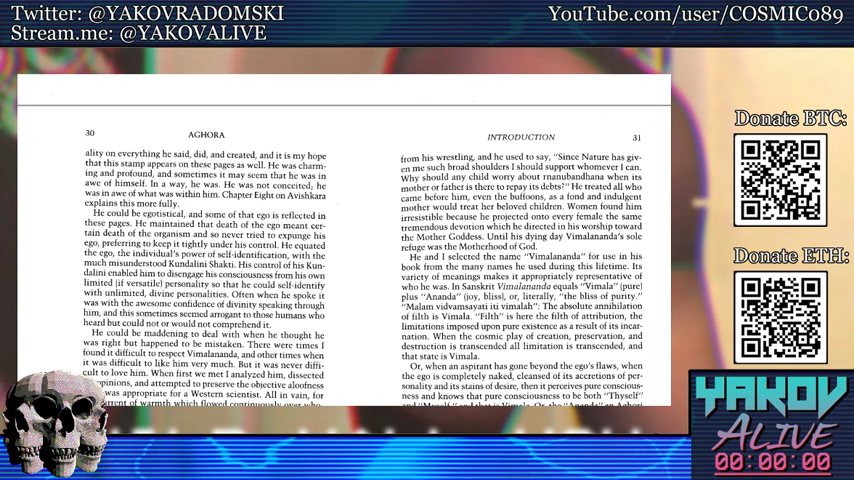 Twitter: @YAKOVRADOMSKI
Stream.me: @YAKOVALIVE
YouTube.com/user/COSMIC089
30
AGHORA
ality on everything he said, did, and created, and it is my hope
that this stamp appears on these pages as well. He was charm-
ing and profound, and sometimes it may seem that he was in
awe of himself. In a way, he was. He was not conceited; he
was in awe of what was within him. Chapter Eight on Avishkara
explains this more fully.
He could be egotistical, and some of that ego is reflected in
these pages. He maintained that death of the ego meant cer-
tain death of the organism and so never tried to expunge his
ego, preferring to keep it tightly under his control. He equated
the ego, the individual's power of self-identification, with the
much misunderstood Kundalini Shakti. His control of his Kun-
dalini enabled him to disengage his consciousness from his own
limited (if versatile) personality so that he could self-identify
with unlimited, divine personalities. Often when he spoke it
was with the awesome confidence of divinity speaking through
him, and this sometimes seemed arrogant to those humans who
heard but could not or would not comprehend it.
He could be maddening to deal with when he thought he
was right but happened to be mistaken. There were times I
found it difficult to respect Vimalananda, and other times when
it was difficult to like him very much. But it was never diffi-
cult to love him. When first we met I analyzed him, dissected
opinions, and attempted to preserve the objective aloofness
was appropriate for a Western scientist. All in vain, for
current of warmth which flowed continuously over who-
INTRODUCTION
31
from his wrestling, and he used to say, "Since Nature has giv-
en me such broad shoulders I should support whomever I can.
Why should any child worry about rnanubandhana when its
mother or father is there to repay its debts?" He treated all who
came before him, even the buffoons, as a fond and indulgent
mother would treat her beloved children. Women found him
irresistible because he projected onto every female the same
tremendous devotion which he directed in his worship toward
the Mother Goddess. Until his dying day Vimalananda's sole
refuge was the Motherhood of God.
He and I selected the name "Vimalananda" for use in his
book from the many names he used during this lifetime. Its
variety of meanings makes it appropriately representative of
who he was. In Sanskrit Vimalananda equals "Vimala" (pure)
plus "Ananda" (joy, bliss), or, literally, "the bliss of purity."
"Malam vidvamsayati iti vimalah": The absolute annihilation
of filth is Vimala. "Filth" is here the filth of attribution, the
limitations imposed upon pure existence as a result of its incar-
nation. When the cosmic play of creation, preservation, and
destruction is transcended all limitation is transcended, and
that state is Vimala.
Or, when an aspirant has gone beyond the ego's flaws, when
the ego is completely naked, cleansed of its accretions of per-
sonality and its stains of desire, then it perceives pure conscious-
ness and knows that pure consciousness to be both "Thyself"
and "Myself," and that is Vimala. Or, the "Ananda" an Aghori
Donate BTC:
Donate ETH:
YAKOV
ALIVE
00:00:00